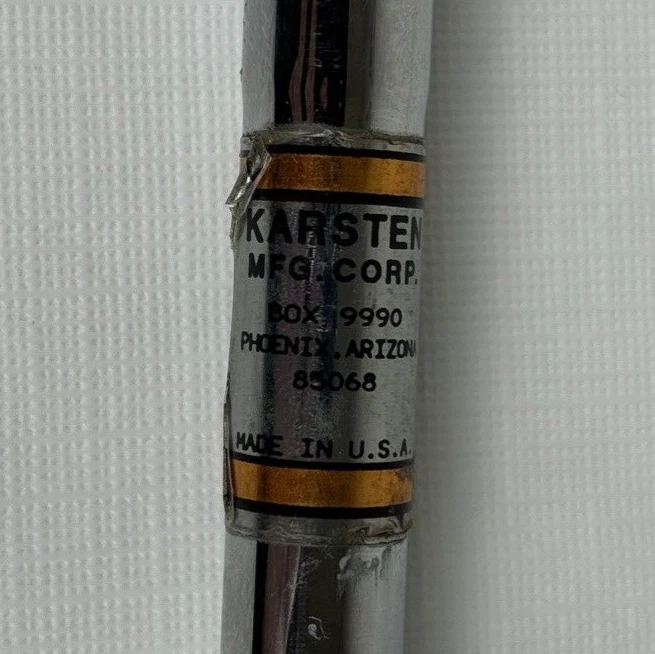 KARSTEN
MFG. CORP.
BOX 9990
PHOENIX, ARIZONA
85068
MADE IN U.S.A.